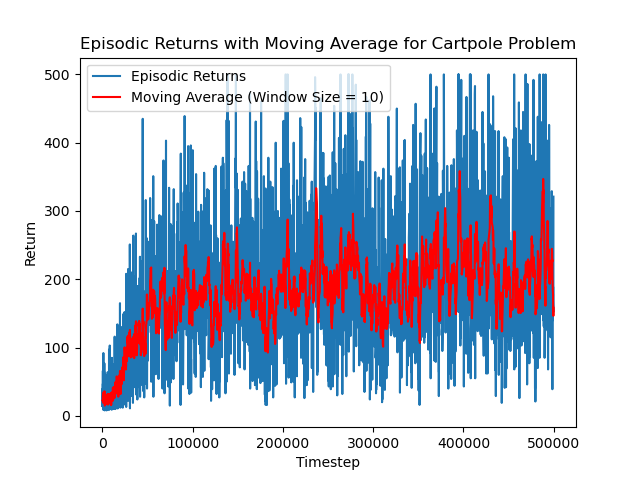 Episodic Returns with Moving Average for Cartpole Problem
Episodic Returns
Moving Average (Window Size = 10)
500
400
300
200
100
0
Return
0 100000 200000 300000 400000 500000
Timestep